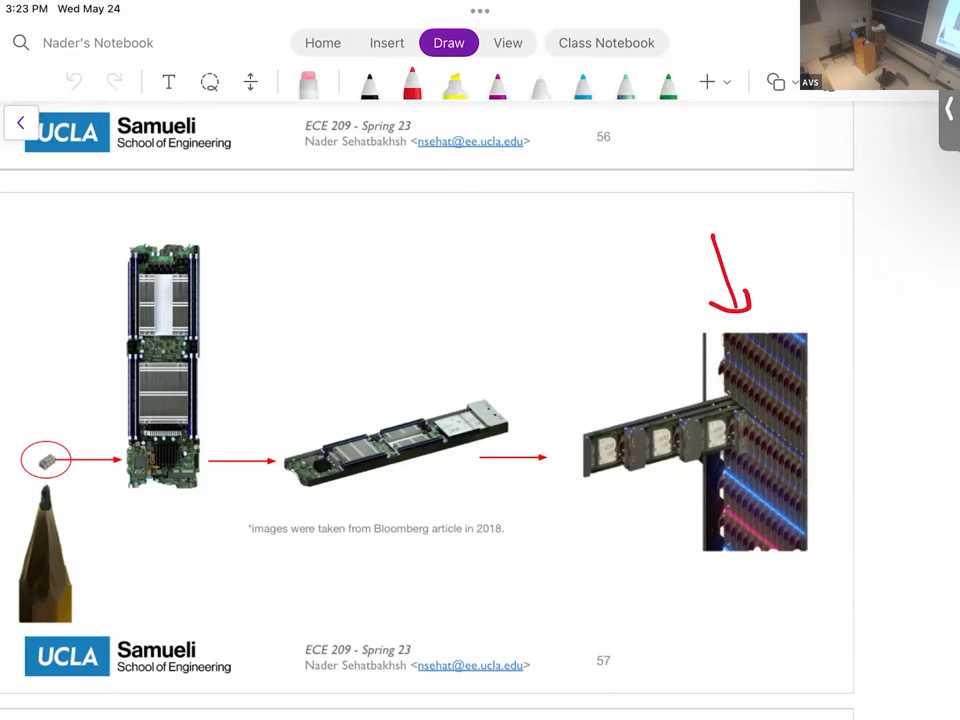 3:23 PM Wed May 24
Nader's Notebook
Home Insert Draw View Class Notebook
T
AVS
UCLA Samueli School of Engineering
ECE 209 - Spring 23
Nader Sehatbakhsh <nsehat@ee.ucla.edu>
56
*images were taken from Bloomberg article in 2018.
UCLA Samueli School of Engineering
ECE 209 - Spring 23
Nader Sehatbakhsh <nsehat@ee.ucla.edu>
57